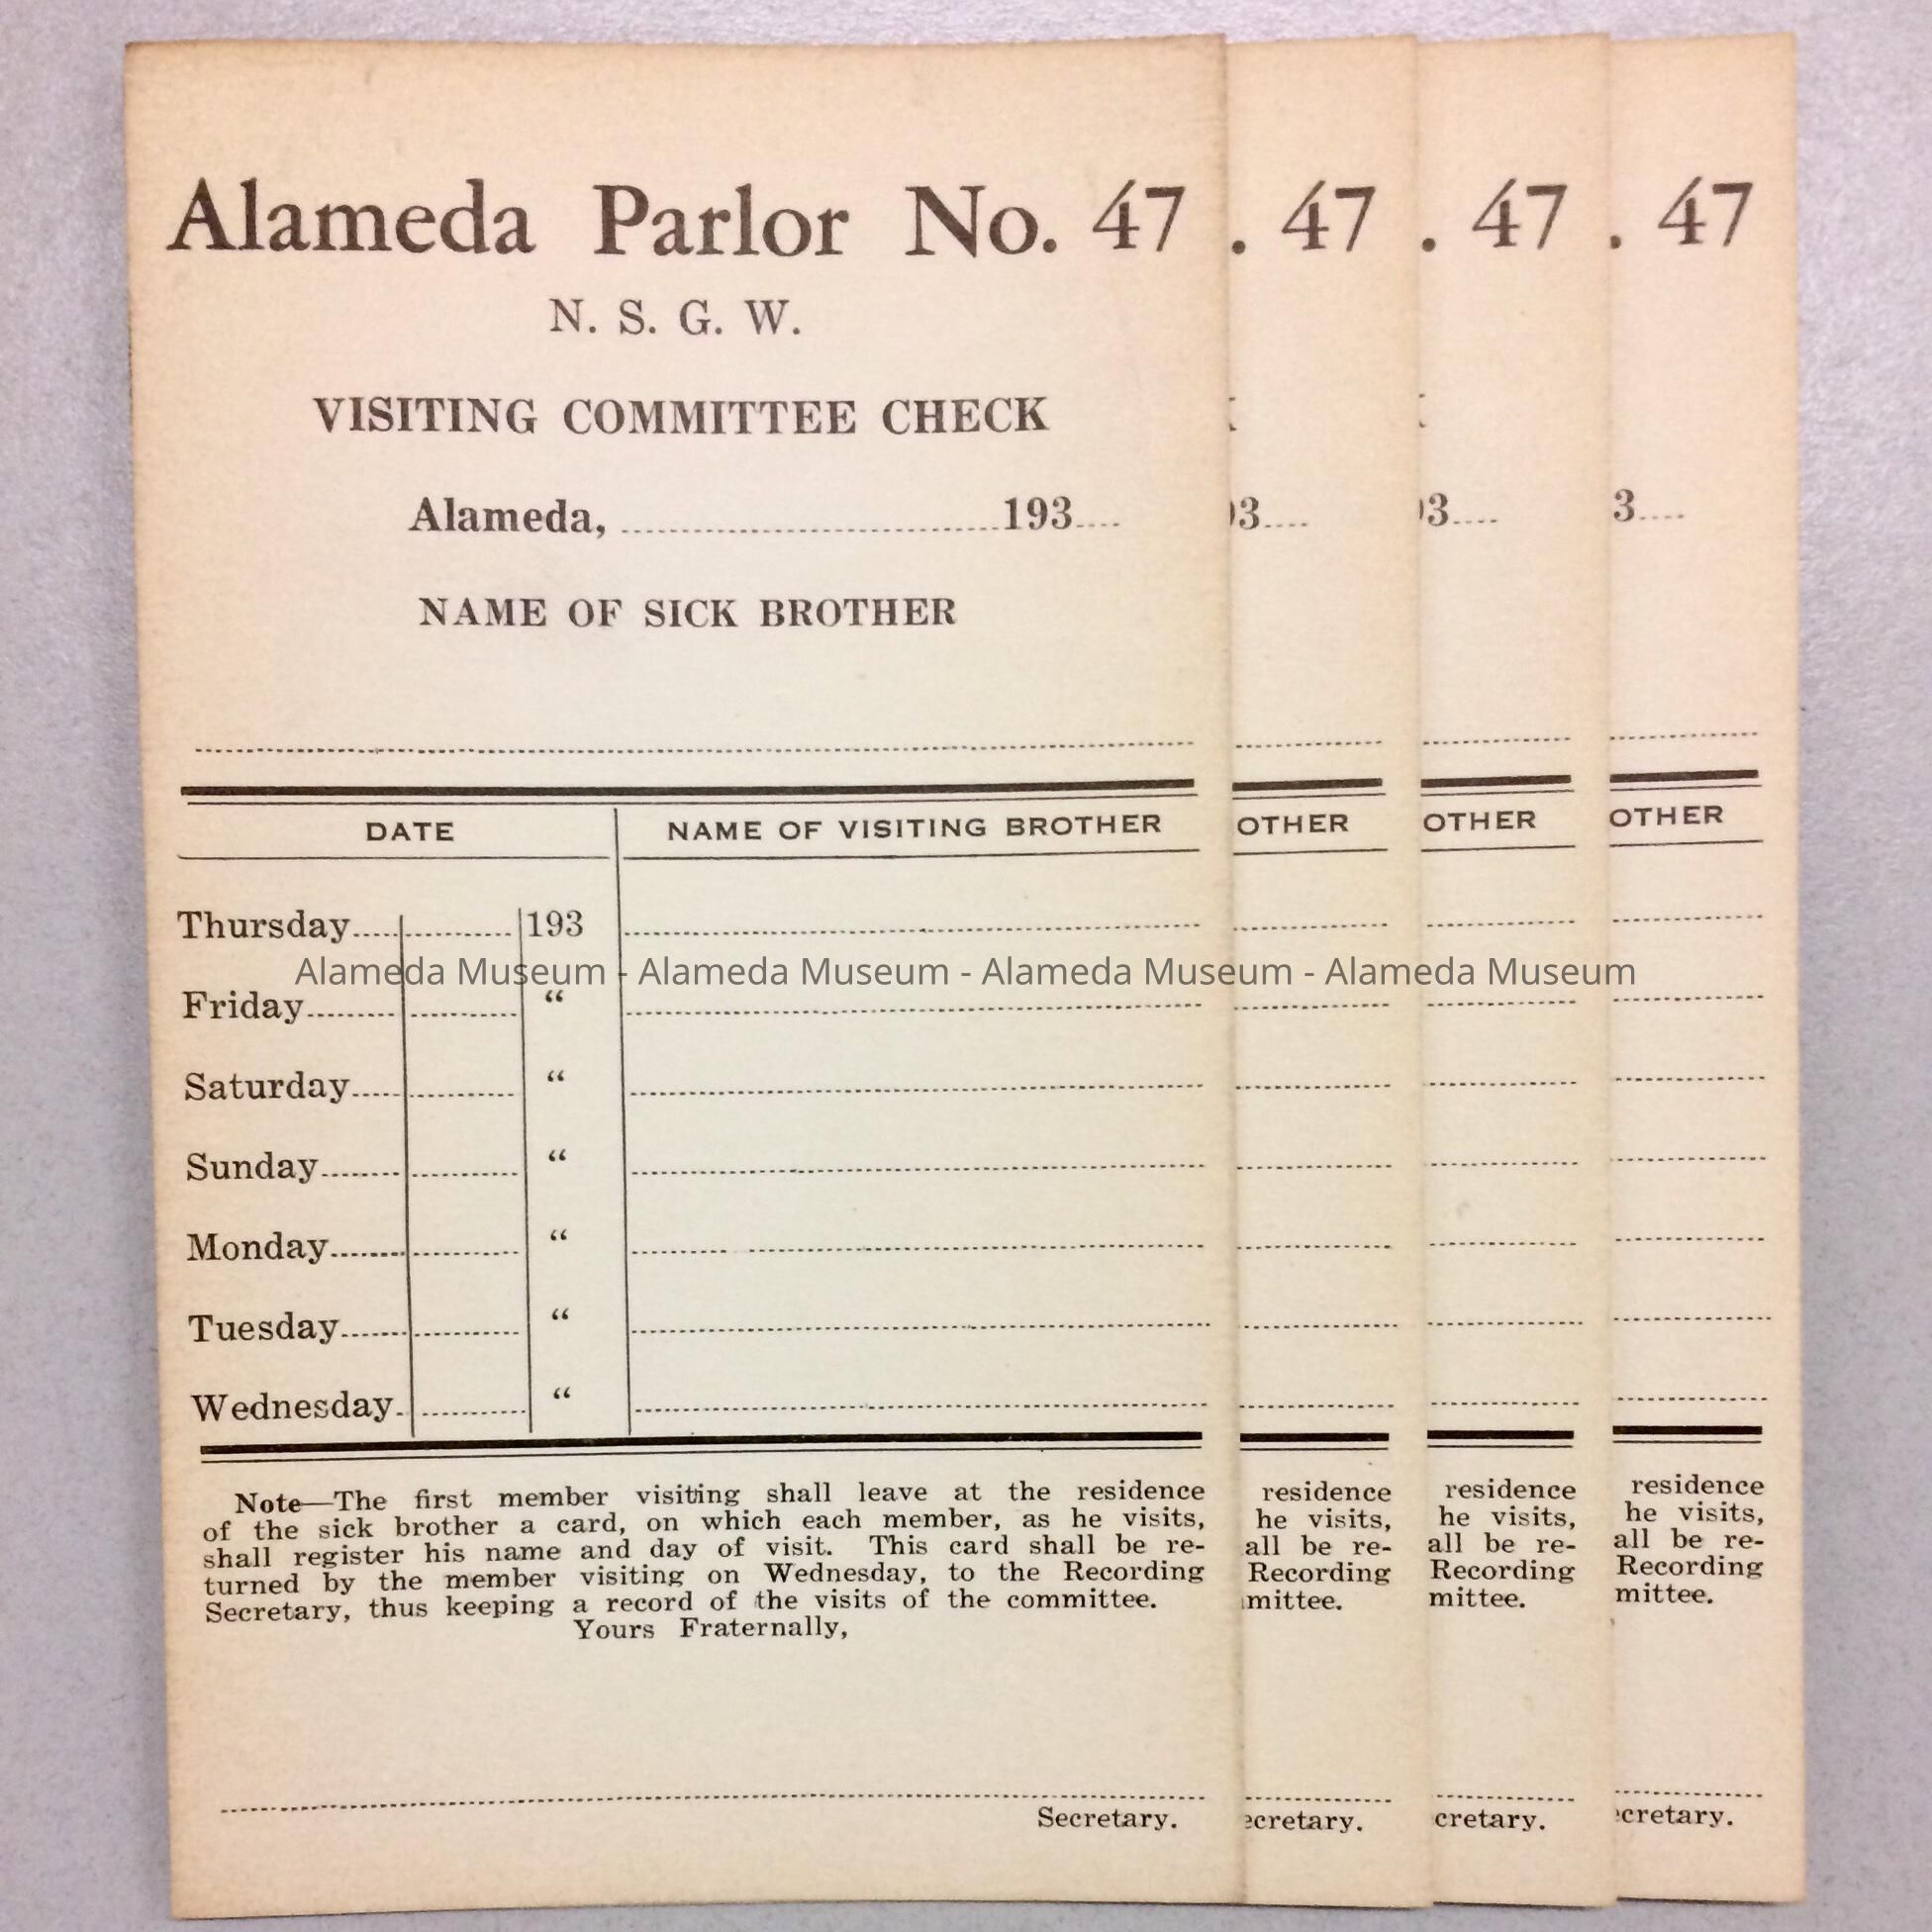 Alameda Parlor No. 47 . 47 . 47 . 47
N. S. G. W.
VISITING COMMITTEE CHECK
Alameda, 193 93 93 3
NAME OF SICK BROTHER
DATE NAME OF VISITING BROTHER OTHER OTHER OTHER
Thursday 193
Alameda Museum - Alameda Museum - Alameda Museum - Alameda Museum
Friday “
Saturday “
Sunday “
Monday “
Tuesday “
Wednesday “
Note—The first member visiting shall leave at the residence residence residence residence
of the sick brother a card, on which each member, as he visits, he visits, he visits, he visits,
shall register his name and day of visit. This card shall be re- all be re- all be re- all be re-
turned by the member visiting on Wednesday, to the Recording Recording Recording Recording
Secretary, thus keeping a record of the visits of the committee. mittee. mittee. mittee.
Yours Fraternally,
Secretary. ecretary. cretary. ecretary.